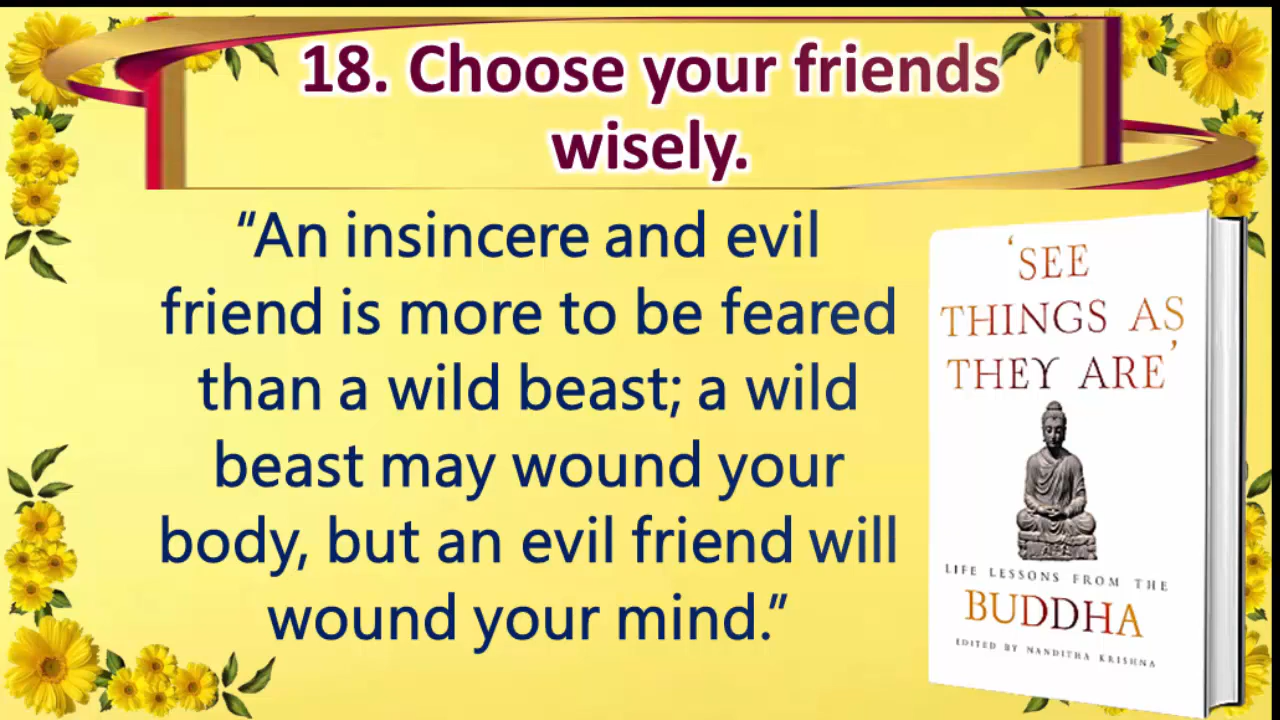 18. Choose your friends
wisely.
“An insincere and evil
friend is more to be feared
than a wild beast; a wild
beast may wound your
body, but an evil friend will
wound your mind.”
‘SEE
THINGS AS
THEY ARE’
LIFE LESSONS FROM THE
BUDDHA
EDITED BY NANDITHA KRISHNA